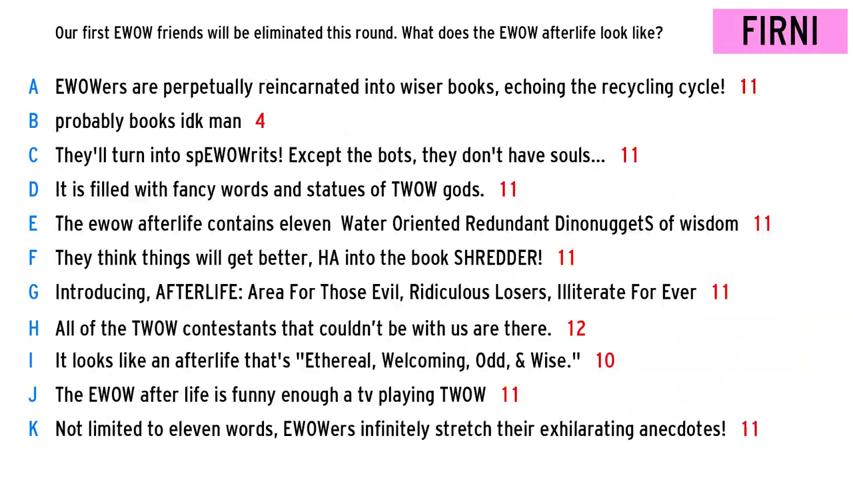 Our first EWOW friends will be eliminated this round. What does the EWOW afterlife look like?
FIRNI
A EWOWers are perpetually reincarnated into wiser books, echoing the recycling cycle! 11
B probably books idk man 4
C They'll turn into spEWOWrits! Except the bots, they don't have souls... 11
D It is filled with fancy words and statues of TWOW gods. 11
E The ewow afterlife contains eleven Water Oriented Redundant DinonuggetS of wisdom 11
F They think things will get better, HA into the book SHREDDER! 11
G Introducing, AFTERLIFE: Area For Those Evil, Ridiculous Losers, Illiterate For Ever 11
H All of the TWOW contestants that couldn’t be with us are there. 12
I It looks like an afterlife that's "Ethereal, Welcoming, Odd, & Wise." 10
J The EWOW after life is funny enough a tv playing TWOW 11
K Not limited to eleven words, EWOWers infinitely stretch their exhilarating anecdotes! 11